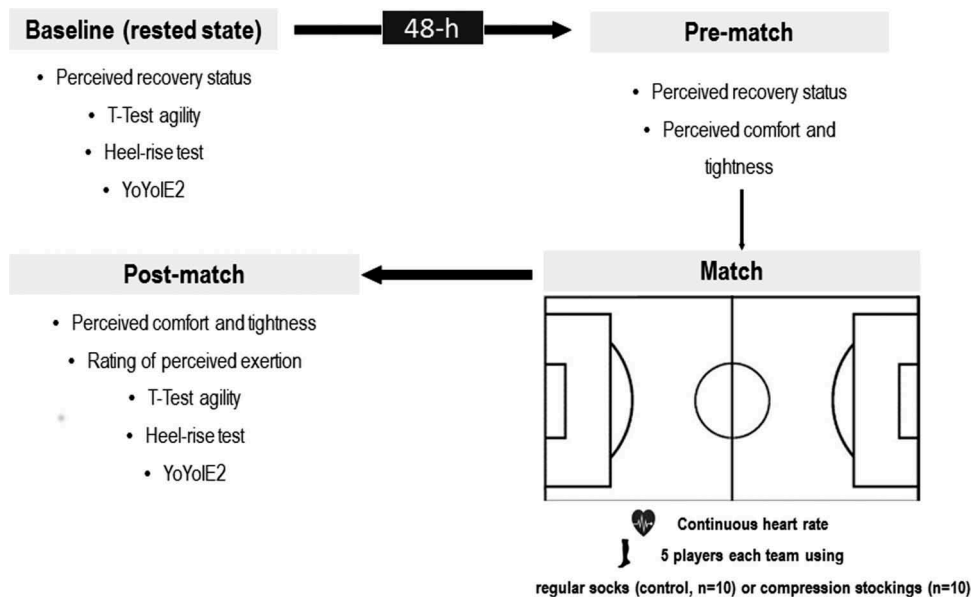 Baseline (rested state)
48-h
Pre-match
• Perceived recovery status
• T-Test agility
• Heel-rise test
• YoYoIE2
• Perceived recovery status
• Perceived comfort and
tightness
Match
Post-match
• Perceived comfort and tightness
• Rating of perceived exertion
• T-Test agility
• Heel-rise test
• YoYoIE2
Continuous heart rate
5 players each team using
regular socks (control, n=10) or compression stockings (n=10)